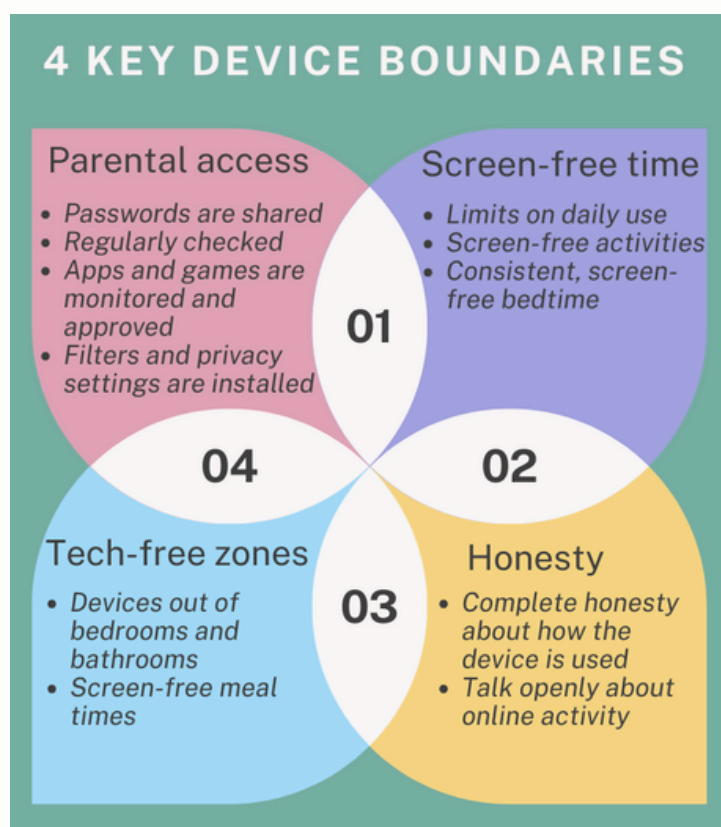 4 KEY DEVICE BOUNDARIES
Parental access
• Passwords are shared
• Regularly checked
• Apps and games are
monitored and
approved
• Filters and privacy
settings are installed
Screen-free time
• Limits on daily use
• Screen-free activities
• Consistent, screen-
free bedtime
01
04
02
03
Tech-free zones
• Devices out of
bedrooms and
bathrooms
• Screen-free meal
times
Honesty
• Complete honesty
about how the
device is used
• Talk openly about
online activity